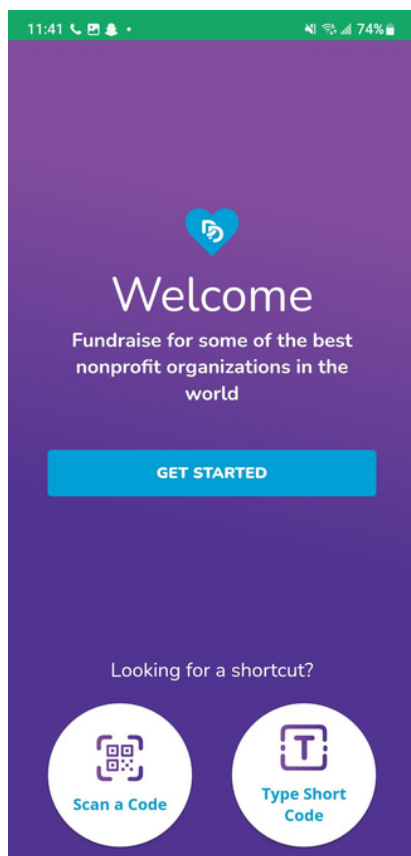 11:41 74%
Welcome
Fundraise for some of the best
nonprofit organizations in the
world
GET STARTED
Looking for a shortcut?
Scan a Code
T
Type Short
Code